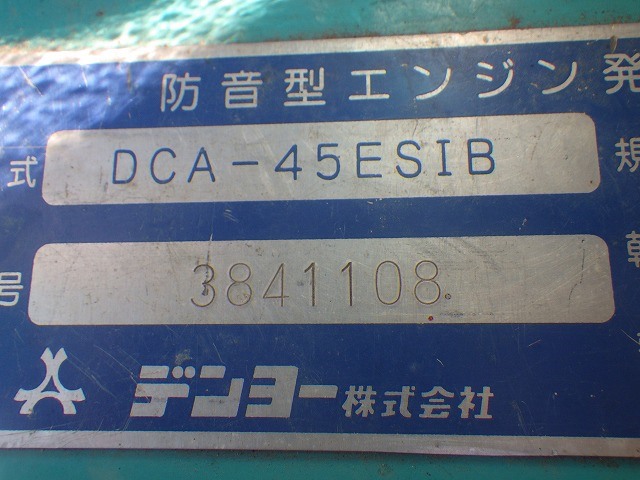 防音型エンジン発
式 DCA-45ESIB 規
号 3841108
デンヨー株式会社